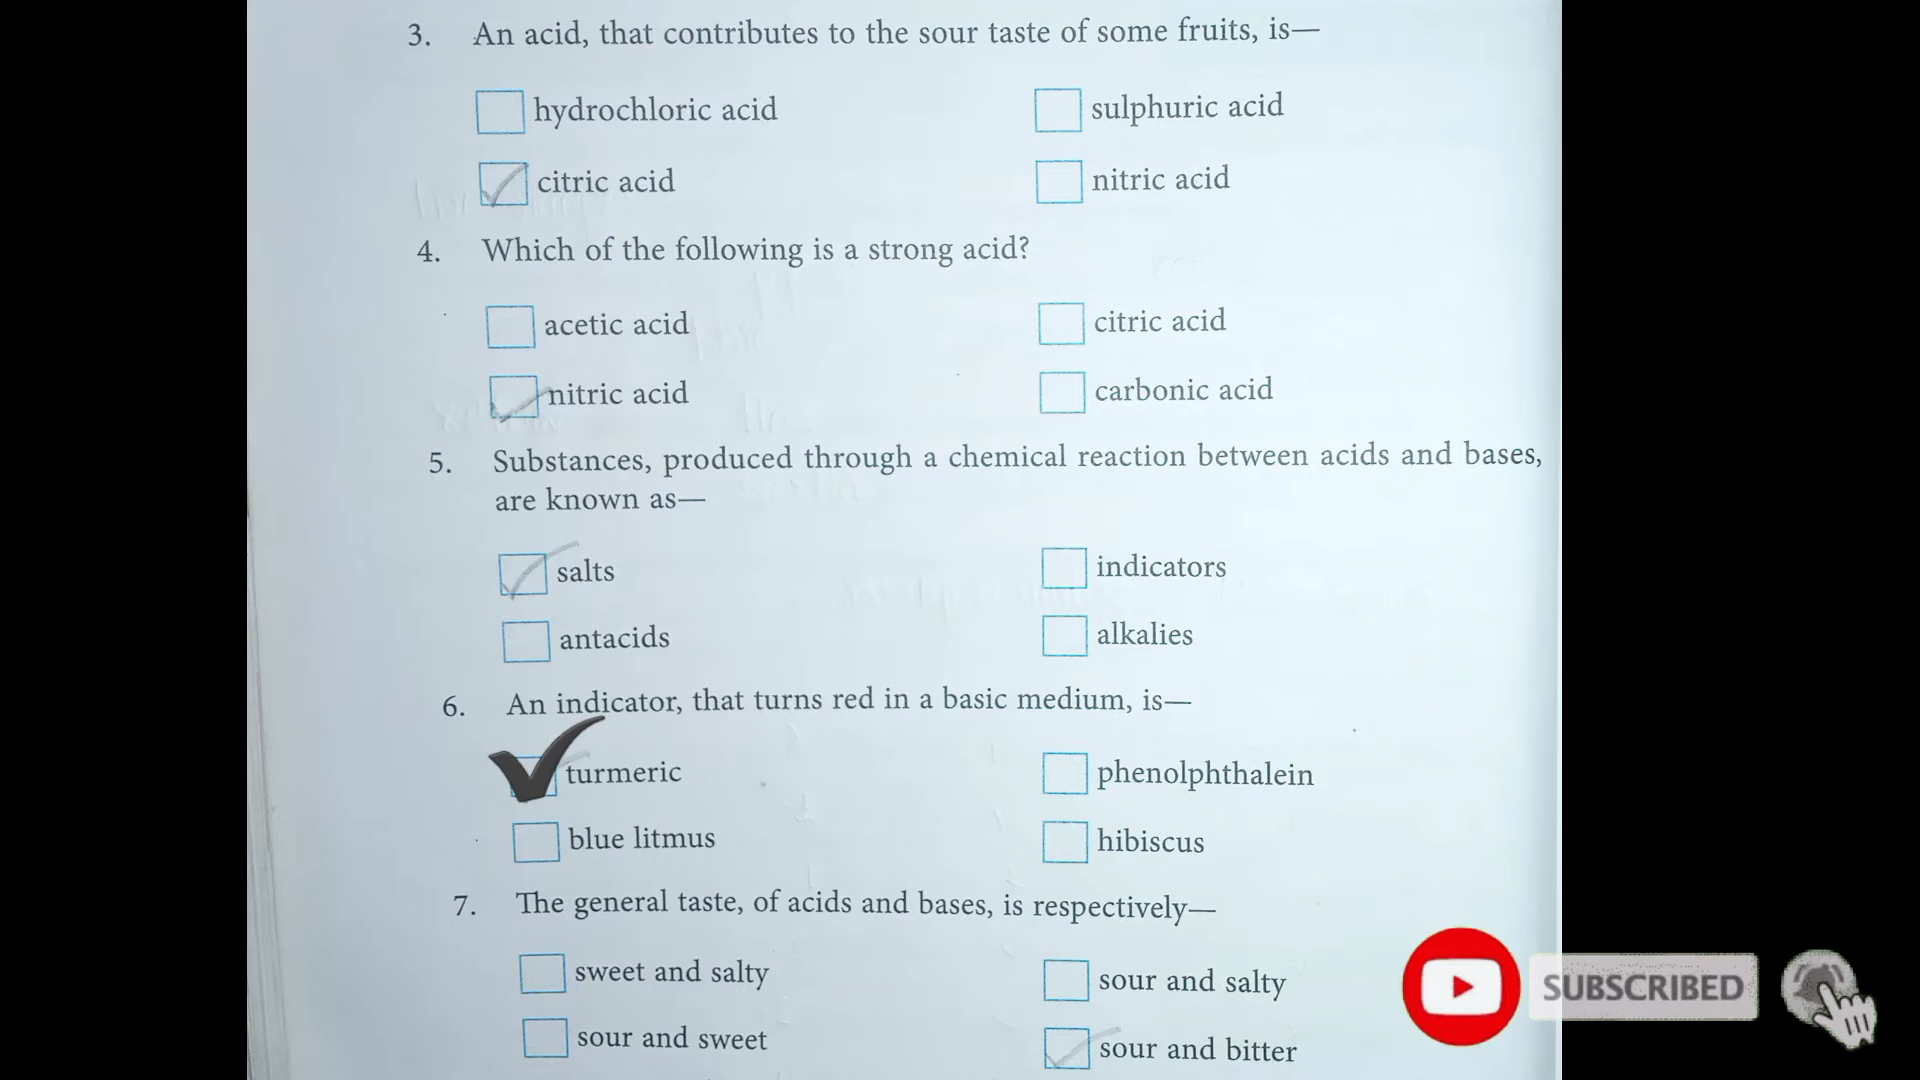 3. An acid, that contributes to the sour taste of some fruits, is—
hydrochloric acid
sulphuric acid
citric acid
nitric acid
4. Which of the following is a strong acid?
acetic acid
citric acid
nitric acid
carbonic acid
5. Substances, produced through a chemical reaction between acids and bases,
are known as—
salts
indicators
antacids
alkalies
6. An indicator, that turns red in a basic medium, is—
turmeric
phenolphthalein
blue litmus
hibiscus
7. The general taste, of acids and bases, is respectively—
sweet and salty
sour and salty
sour and sweet
sour and bitter
SUBSCRIBED